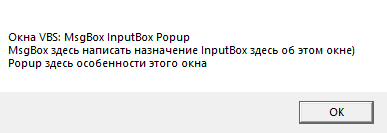 Окна VBS: MsgBox InputBox Popup
MsgBox здесь написать назначение InputBox здесь об этом окне)
Popup здесь особенности этого окна
OK